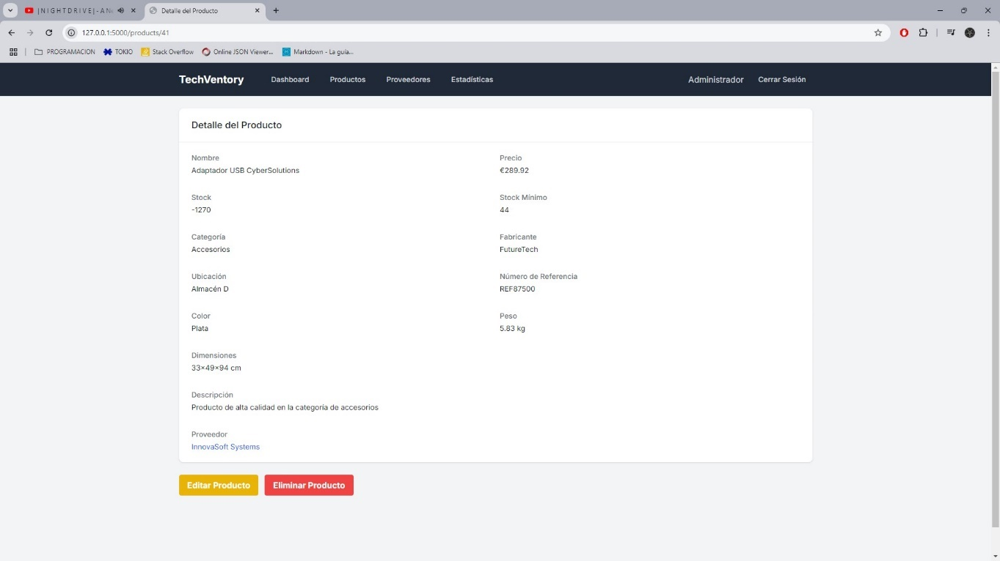 |NIGHTDRIVE|-AN
Detalle del Producto
127.0.0.1:5000/products/41
PROGRAMACION TOKIO Stack Overflow Online JSON Viewer... Markdown - La guía...
TechVentory Dashboard Productos Proveedores Estadísticas Administrador Cerrar Sesión
Detalle del Producto
Nombre Precio
Adaptador USB CyberSolutions €289.92
Stock Stock Mínimo
-1270 44
Categoría Fabricante
Accesorios FutureTech
Ubicación Número de Referencia
Almacén D REF87500
Color Peso
Plata 5.83 kg
Dimensiones
33x49x94 cm
Descripción
Producto de alta calidad en la categoría de accesorios
Proveedor
InnovaSoft Systems
Editar Producto Eliminar Producto